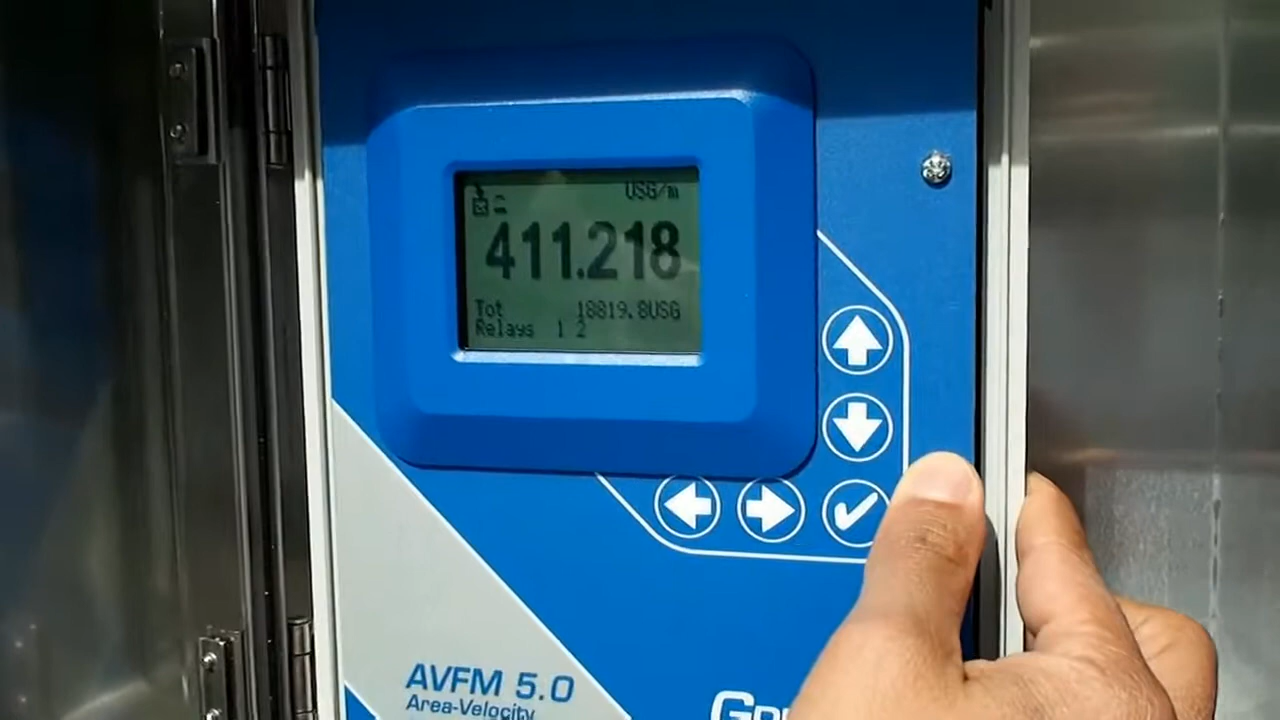 USG/m
411.218
Tot 18819.8USG
Relays 1 2
AVFM 5.0
Area-Velocity